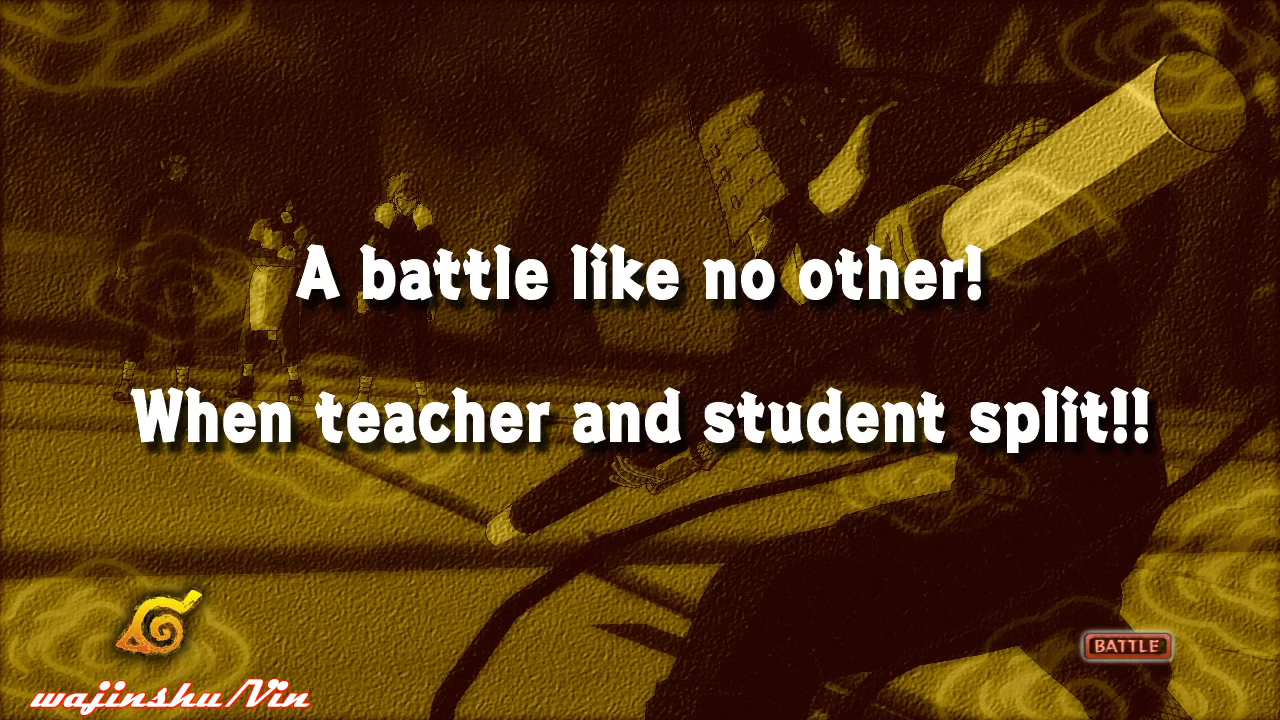 A battle like no other!
When teacher and student split!!
BATTLE
wajinshu/Vin